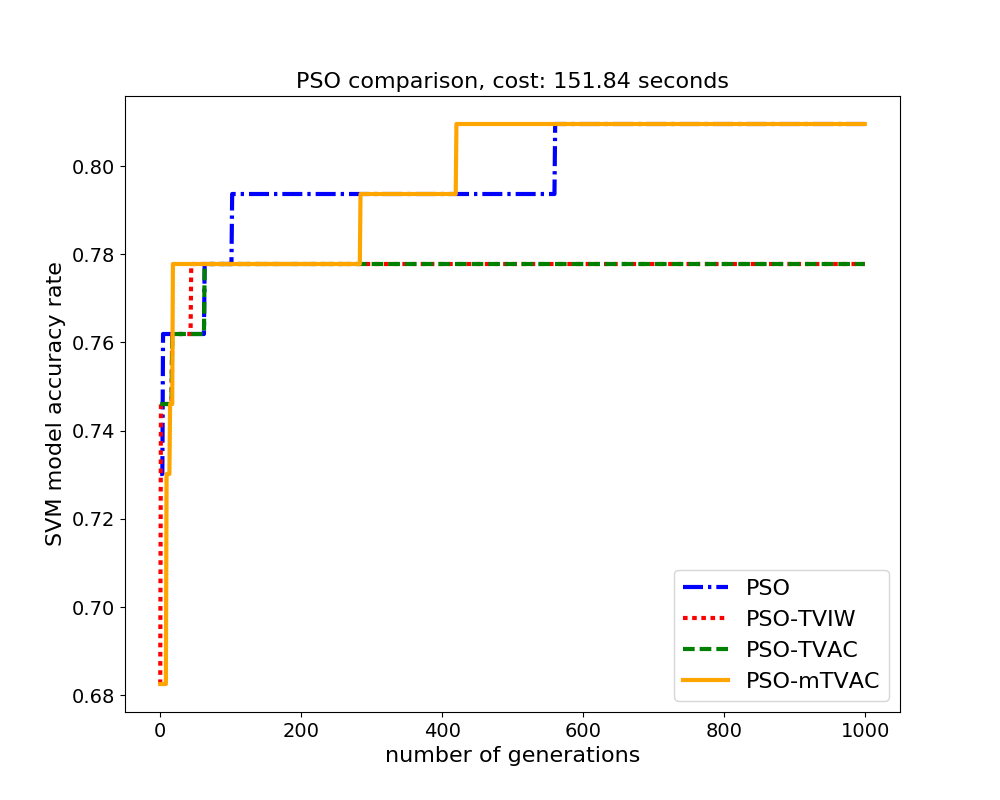 PSO comparison, cost: 151.84 seconds
SVM model accuracy rate
0.80
0.78
0.76
0.74
0.72
0.70
0.68
0 200 400 600 800 1000
number of generations
PSO
PSO-TVIW
PSO-TVAC
PSO-mTVAC